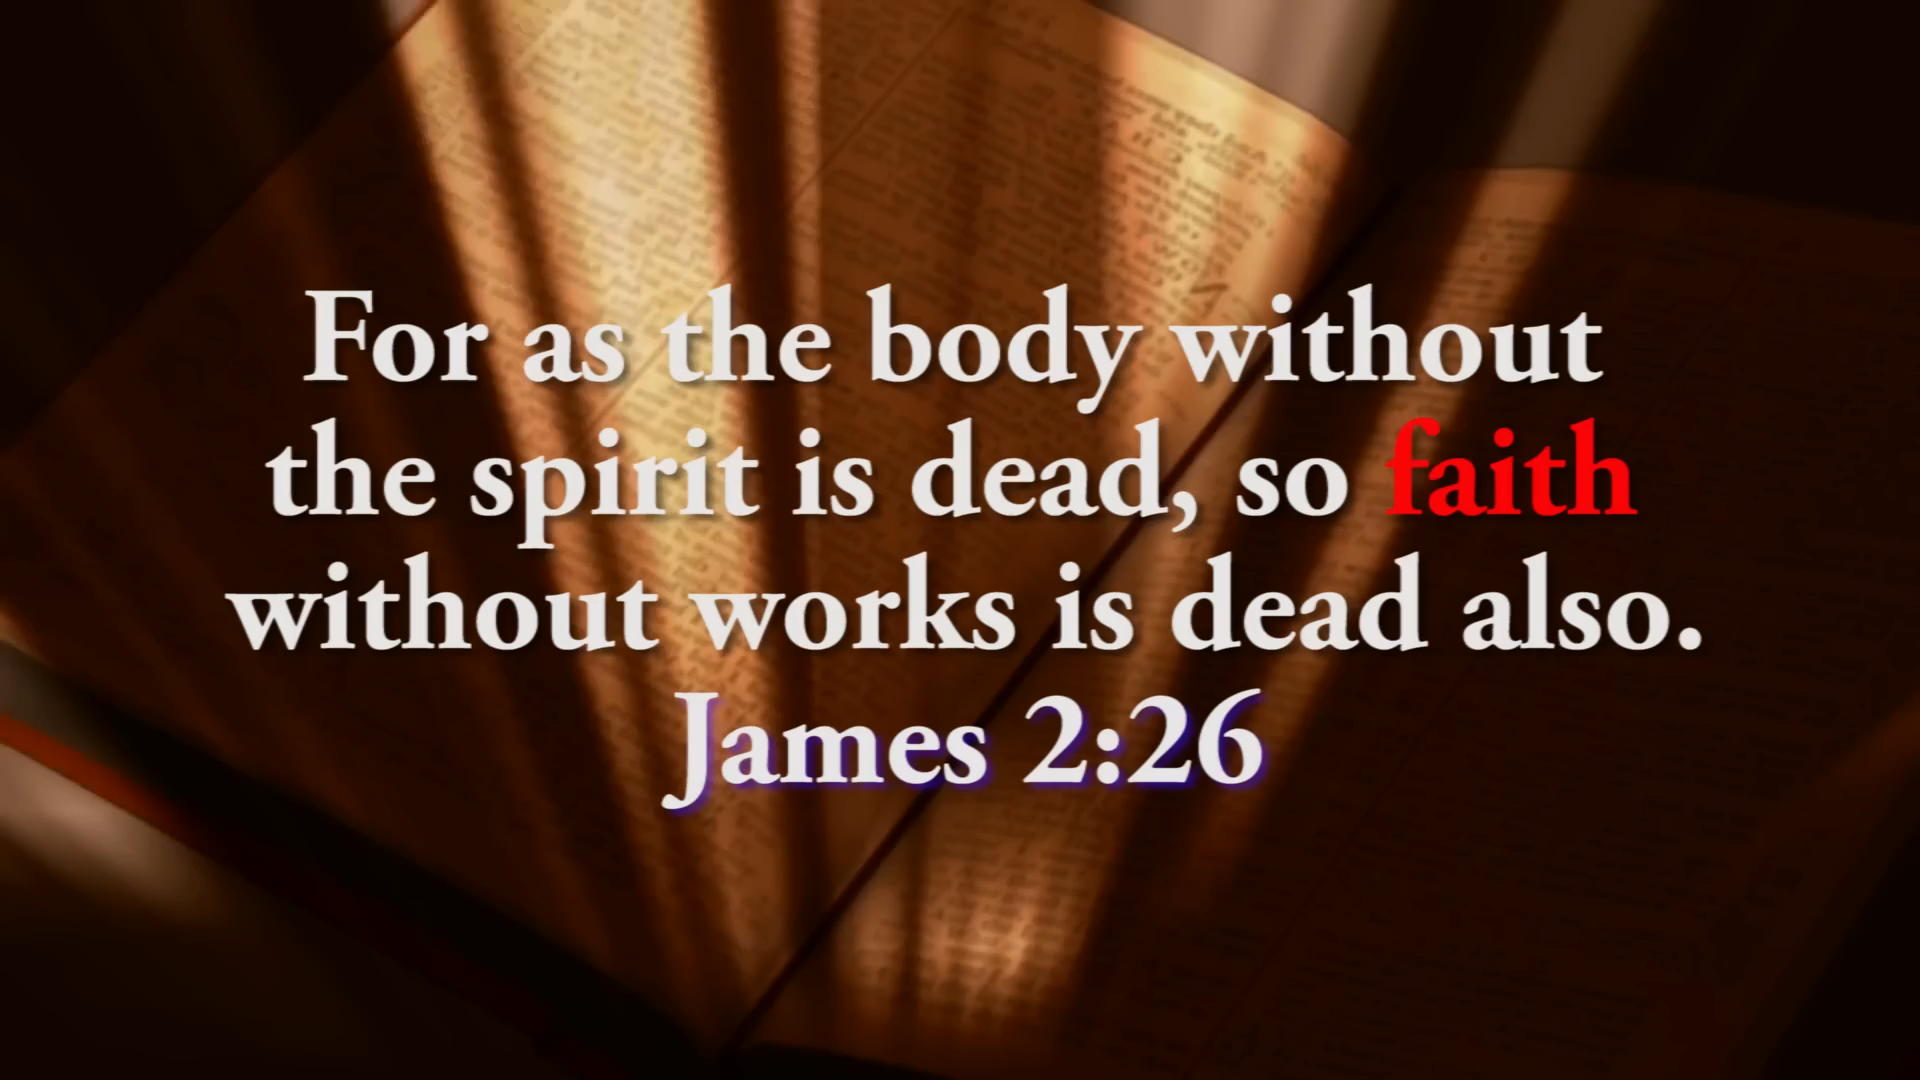 For as the body without
the spirit is dead, so faith
without works is dead also.
James 2:26